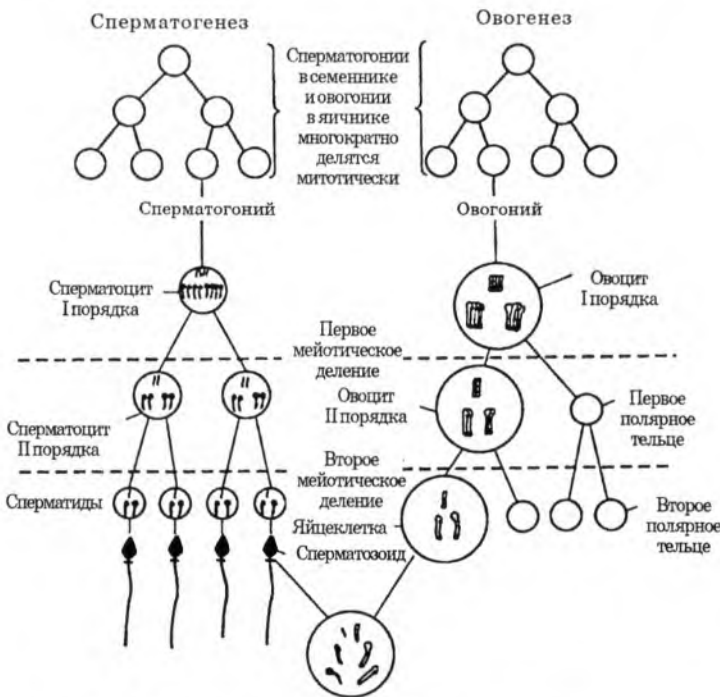 Сперматогенез
Овогенез
Сперматогонии
в семеннике
и овогонии
в яичнике
многократно
делятся
митотически
Сперматогоний
Овогоний
Сперматоцит
I порядка
Овоцит
I порядка
Первое
мейотическое
деление
Сперматоцит
II порядка
Овоцит
II порядка
Первое
полярное
тельце
Второе
мейотическое
деление
Сперматиды
Яйцеклетка
Сперматозоид
Второе
полярное
тельце